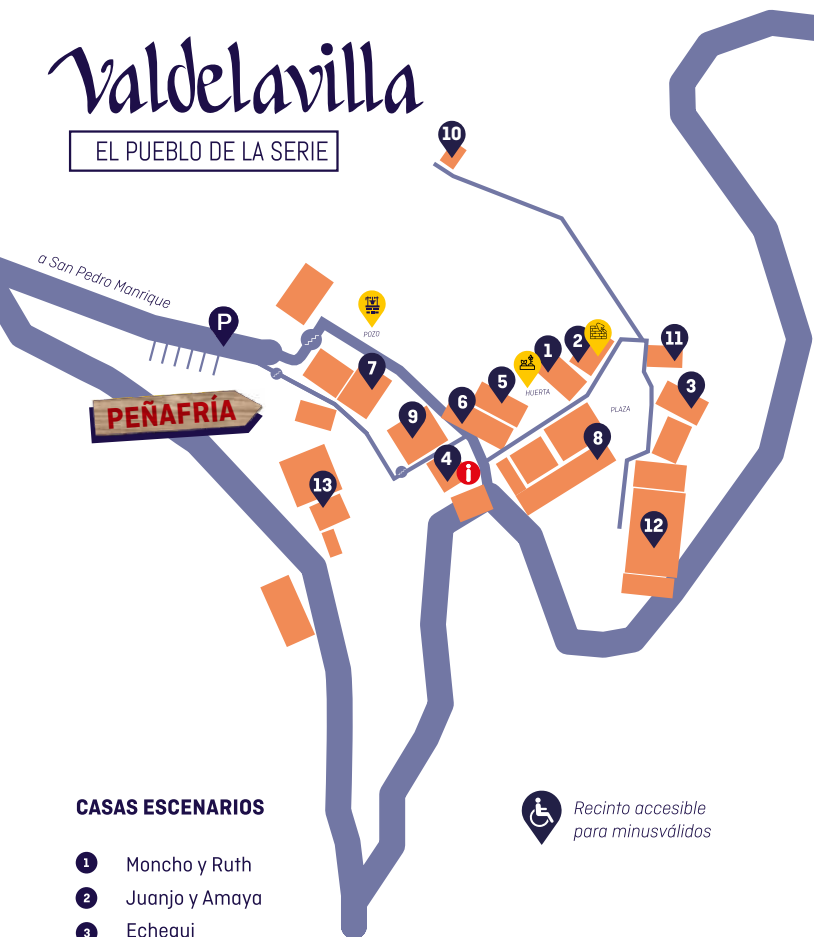 Valdelavilla
EL PUEBLO DE LA SERIE
10
a San Pedro Manrique
P
POZO
11
2
1
7
5
HUERTA
3
6
9
PLAZA
8
PEÑAFRÍA
4
i
13
12
CASAS ESCENARIOS
Recinto accesible
para minusválidos
1 Moncho y Ruth
2 Juanjo y Amaya
3 Echegui